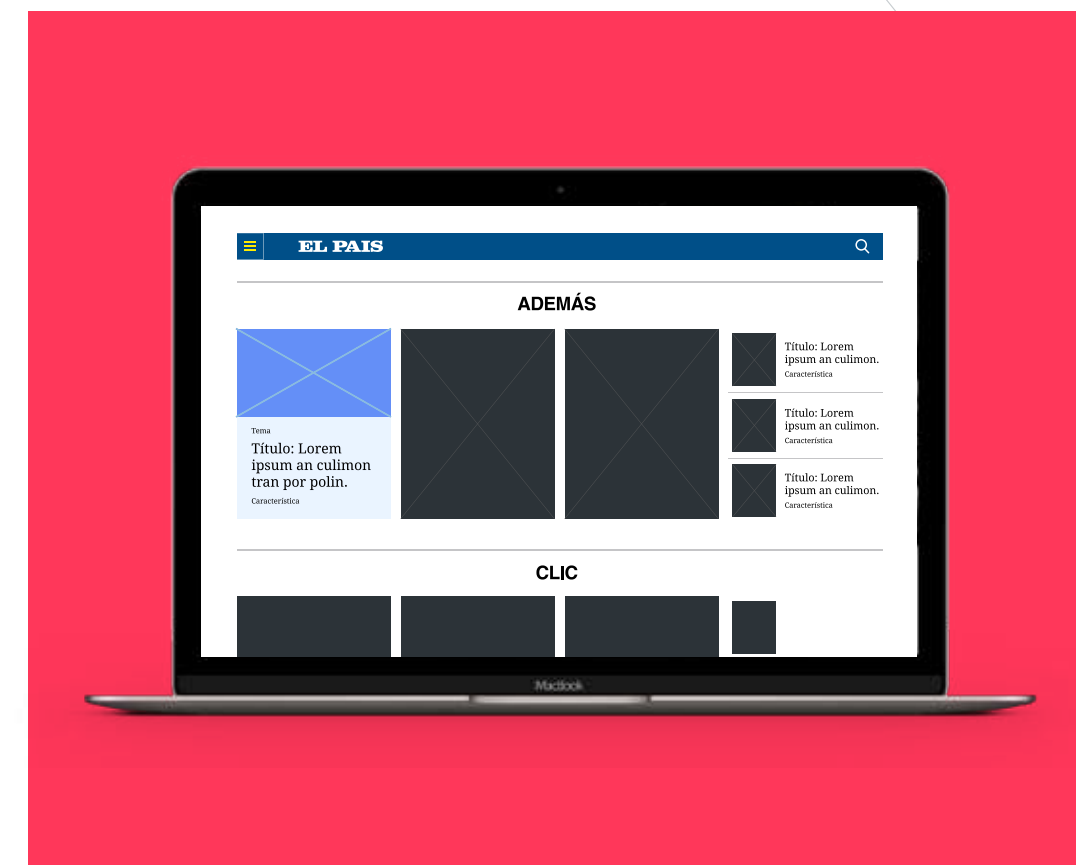 EL PAIS
ADEMÁS
Tema
Título: Lorem
ipsum an culimon
tran por polin.
Característica
Título: Lorem
ipsum an culimon.
Característica
Título: Lorem
ipsum an culimon.
Característica
Título: Lorem
ipsum an culimon.
Característica
CLIC
MacBook